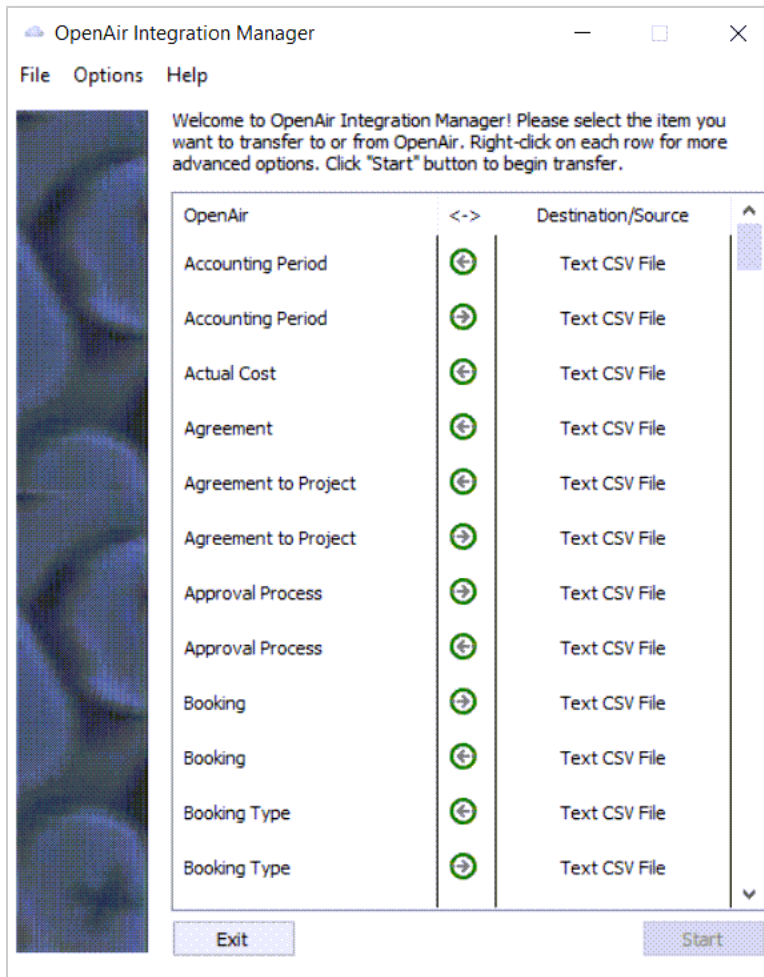 OpenAir Integration Manager
File Options Help
Welcome to OpenAir Integration Manager! Please select the item you
want to transfer to or from OpenAir. Right-click on each row for more
advanced options. Click "Start" button to begin transfer.
OpenAir <-> Destination/Source
Accounting Period Text CSV File
Accounting Period Text CSV File
Actual Cost Text CSV File
Agreement Text CSV File
Agreement to Project Text CSV File
Agreement to Project Text CSV File
Approval Process Text CSV File
Approval Process Text CSV File
Booking Text CSV File
Booking Text CSV File
Booking Type Text CSV File
Booking Type Text CSV File
Exit Start